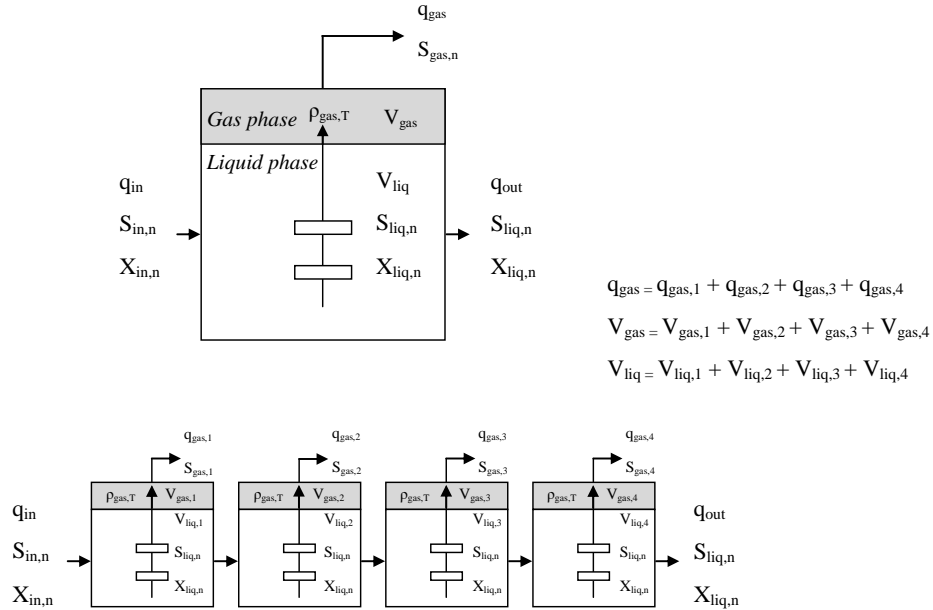 q_gas
S_gas,n
Gas phase ρ_gas,T V_gas
Liquid phase
q_in V_liq q_out
S_in,n S_liq,n S_liq,n
X_in,n X_liq,n X_liq,n
q_gas = q_gas,1 + q_gas,2 + q_gas,3 + q_gas,4
V_gas = V_gas,1 + V_gas,2 + V_gas,3 + V_gas,4
V_liq = V_liq,1 + V_liq,2 + V_liq,3 + V_liq,4
q_gas,1 q_gas,2 q_gas,3 q_gas,4
S_gas,1 S_gas,2 S_gas,3 S_gas,4
ρ_gas,T V_gas,1 ρ_gas,T V_gas,2 ρ_gas,T V_gas,3 ρ_gas,T V_gas,4
q_in V_liq,1 V_liq,2 V_liq,3 V_liq,4 q_out
S_in,n S_liq,n S_liq,n S_liq,n S_liq,n S_liq,n
X_in,n X_liq,n X_liq,n X_liq,n X_liq,n X_liq,n